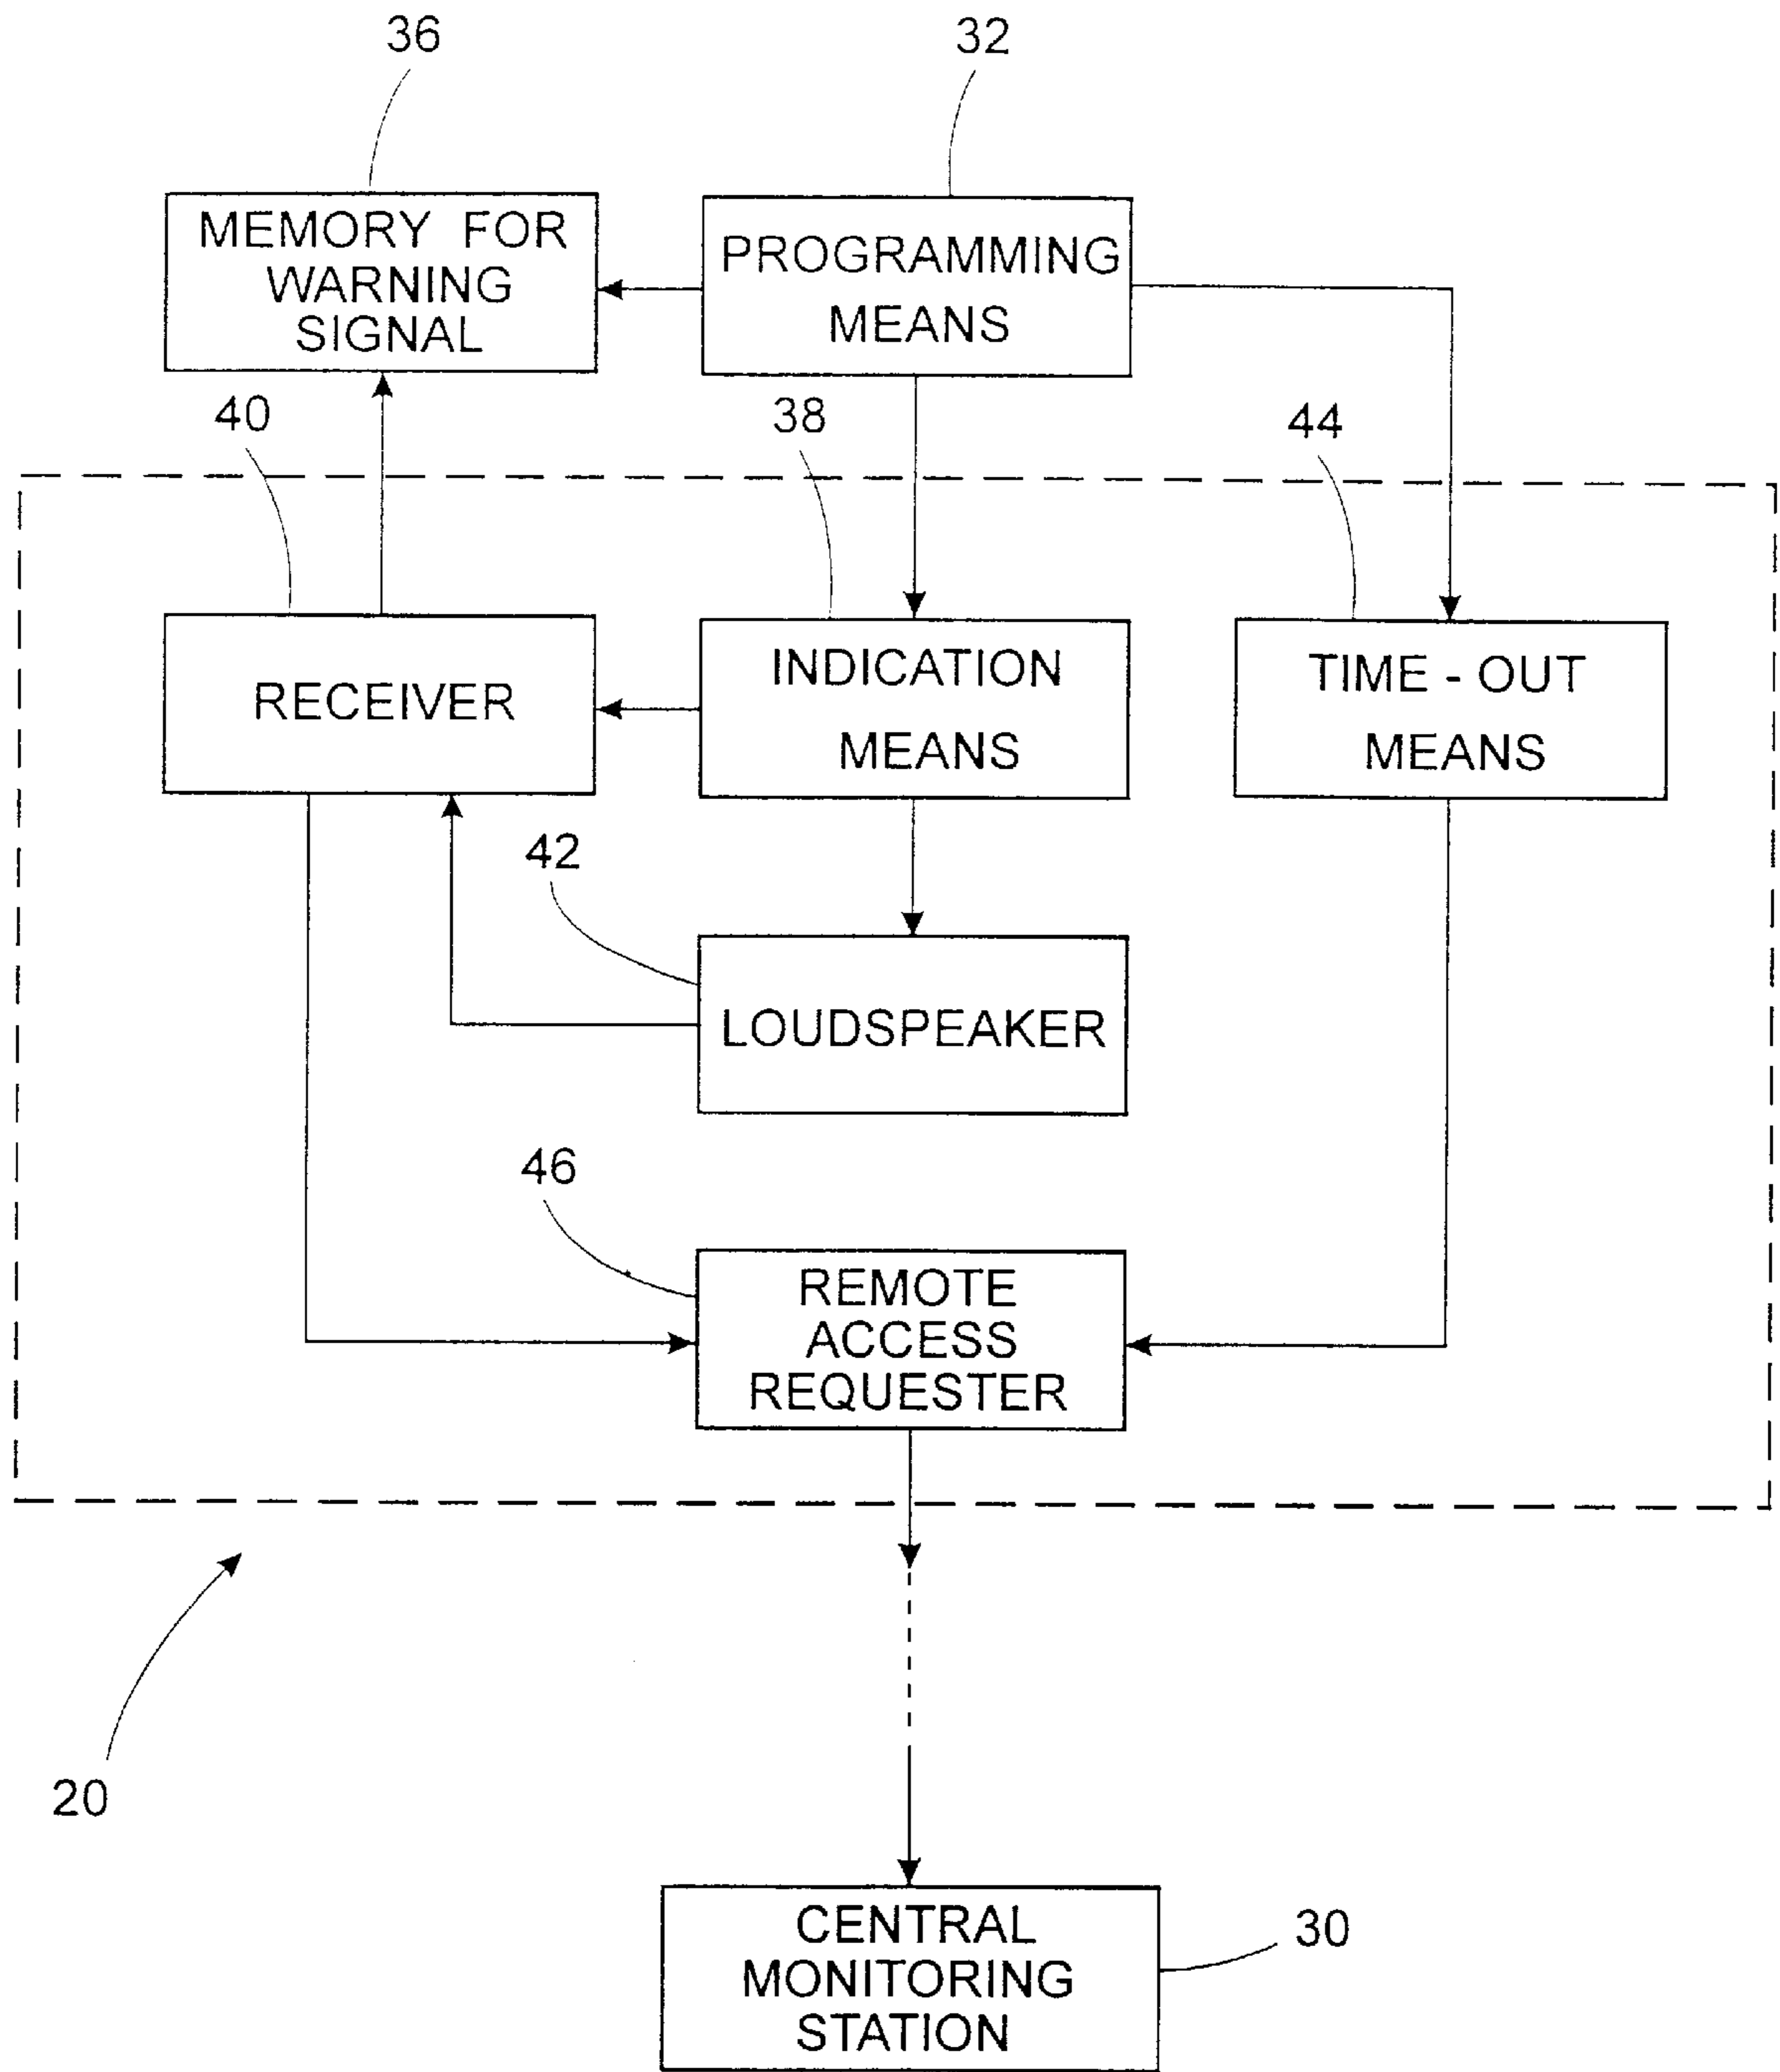 36
32
MEMORY FOR
WARNING
SIGNAL
PROGRAMMING
MEANS
40
38
44
RECEIVER
INDICATION
MEANS
TIME - OUT
MEANS
42
LOUDSPEAKER
46
REMOTE
ACCESS
REQUESTER
20
CENTRAL
MONITORING
STATION
30